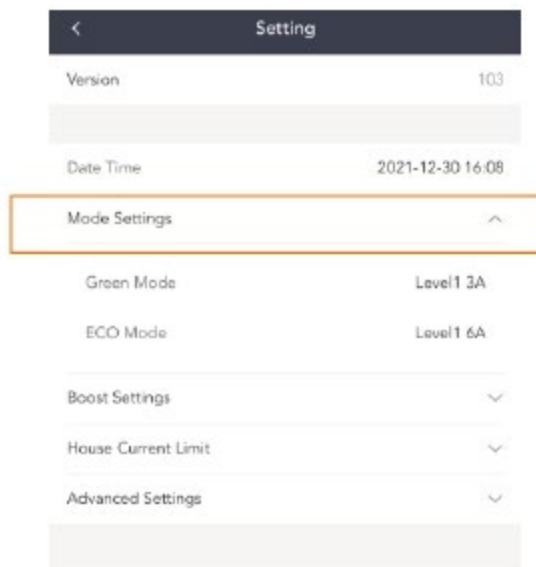 Setting
Version 103
Date Time 2021-12-30 16:08
Mode Settings
Green Mode Level1 3A
ECO Mode Level1 6A
Boost Settings
House Current Limit
Advanced Settings